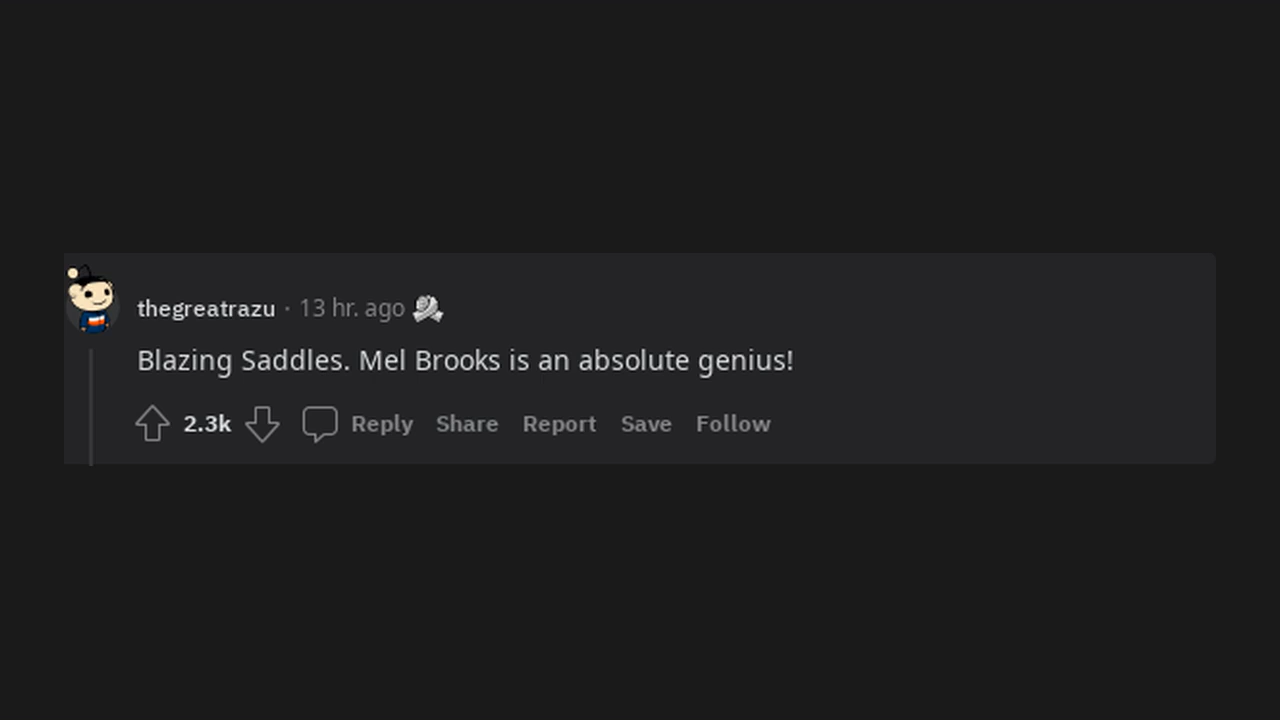 thegreatrazu · 13 hr. ago
Blazing Saddles. Mel Brooks is an absolute genius!
2.3k Reply Share Report Save Follow